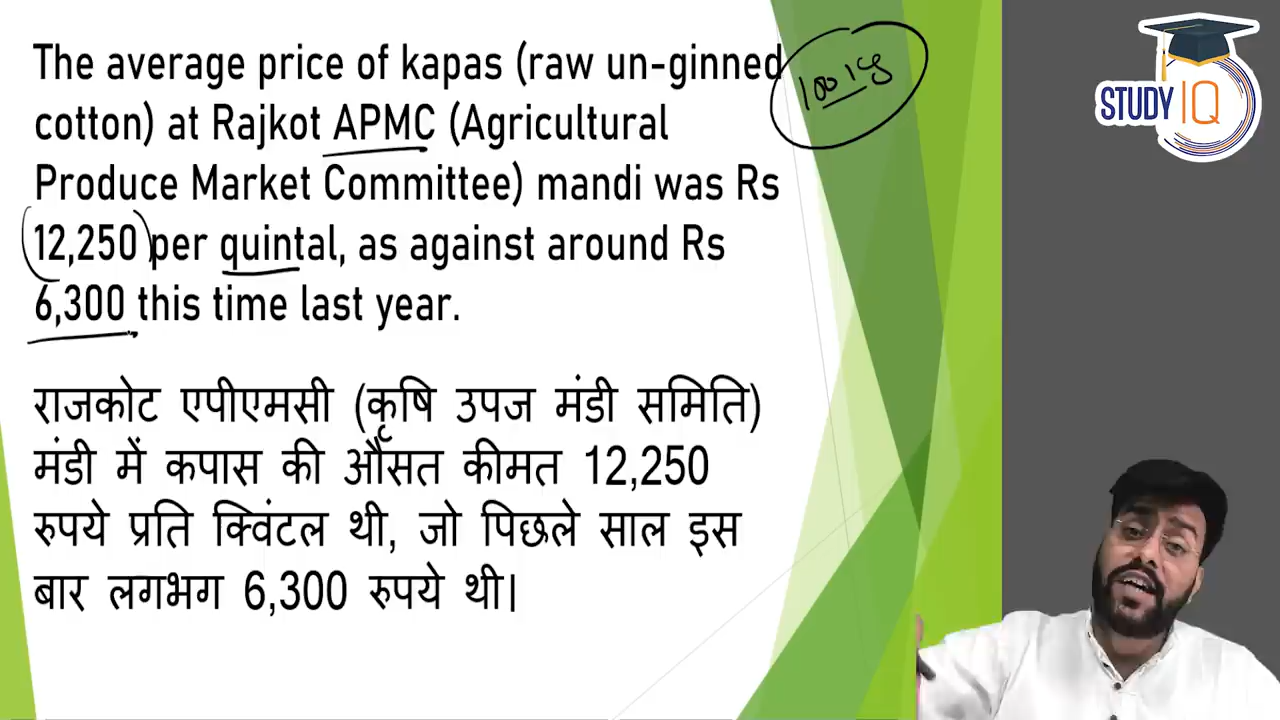 The average price of kapas (raw un-ginned
cotton) at Rajkot APMC (Agricultural
Produce Market Committee) mandi was Rs
12,250 per quintal, as against around Rs
6,300 this time last year.
राजकोट एपीएमसी (कृषि उपज मंडी समिति)
मंडी में कपास की औसत कीमत 12,250
रुपये प्रति क्विंटल थी, जो पिछले साल इस
बार लगभग 6,300 रुपये थी।
100 kg
STUDY IQ